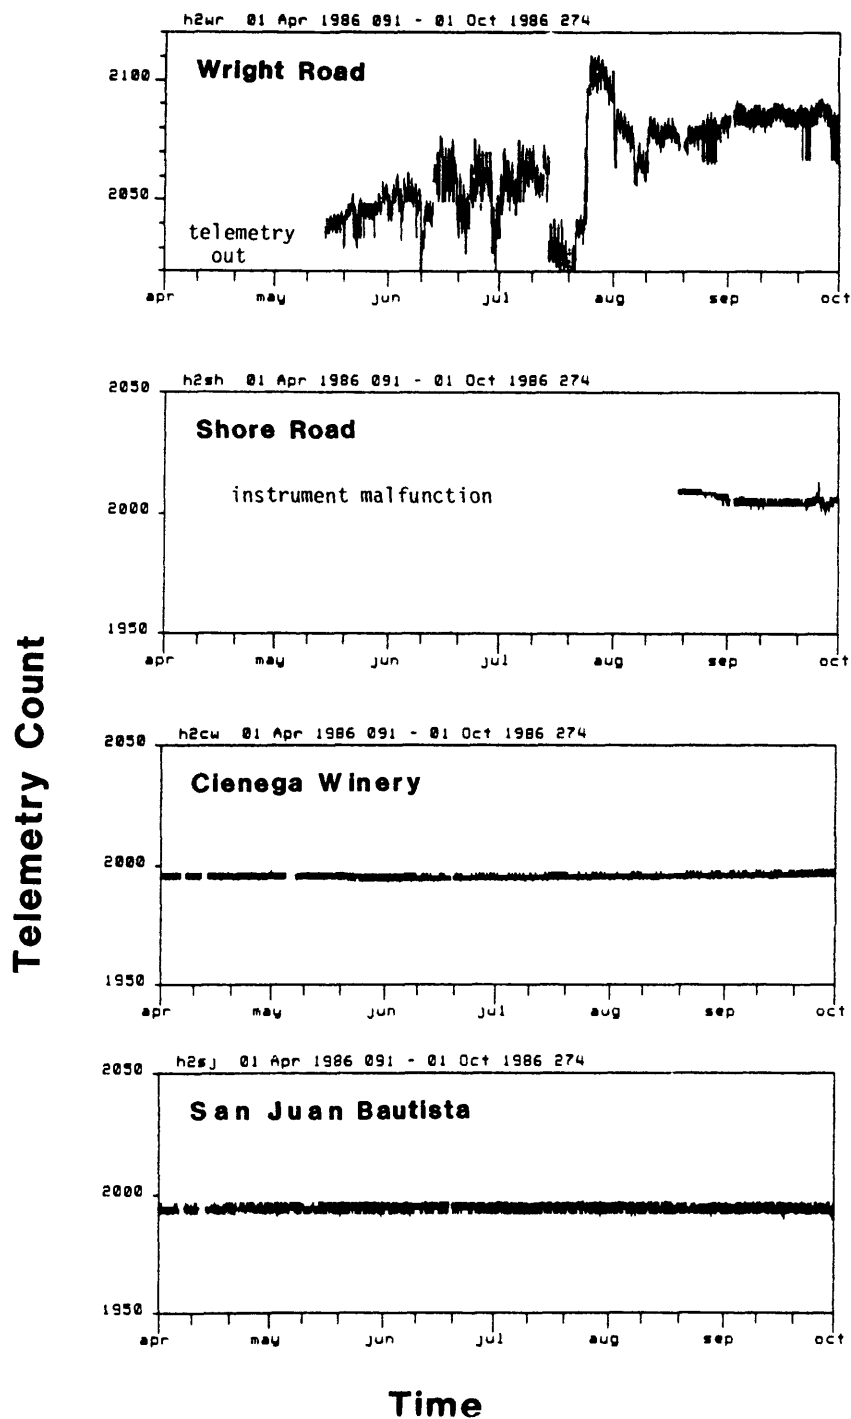 h2wr 01 Apr 1986 091 - 01 Oct 1986 274
Wright Road
2100
2050
telemetry
out
apr may jun jul aug sep oct
h2sh 01 Apr 1986 091 - 01 Oct 1986 274
2050
Shore Road
instrument malfunction
2000
1950
apr may jun jul aug sep oct
h2cw 01 Apr 1986 091 - 01 Oct 1986 274
2050
Cienega Winery
2000
1950
apr may jun jul aug sep oct
h2sj 01 Apr 1986 091 - 01 Oct 1986 274
2050
San Juan Bautista
2000
1950
apr may jun jul aug sep oct
Telemetry Count
Time